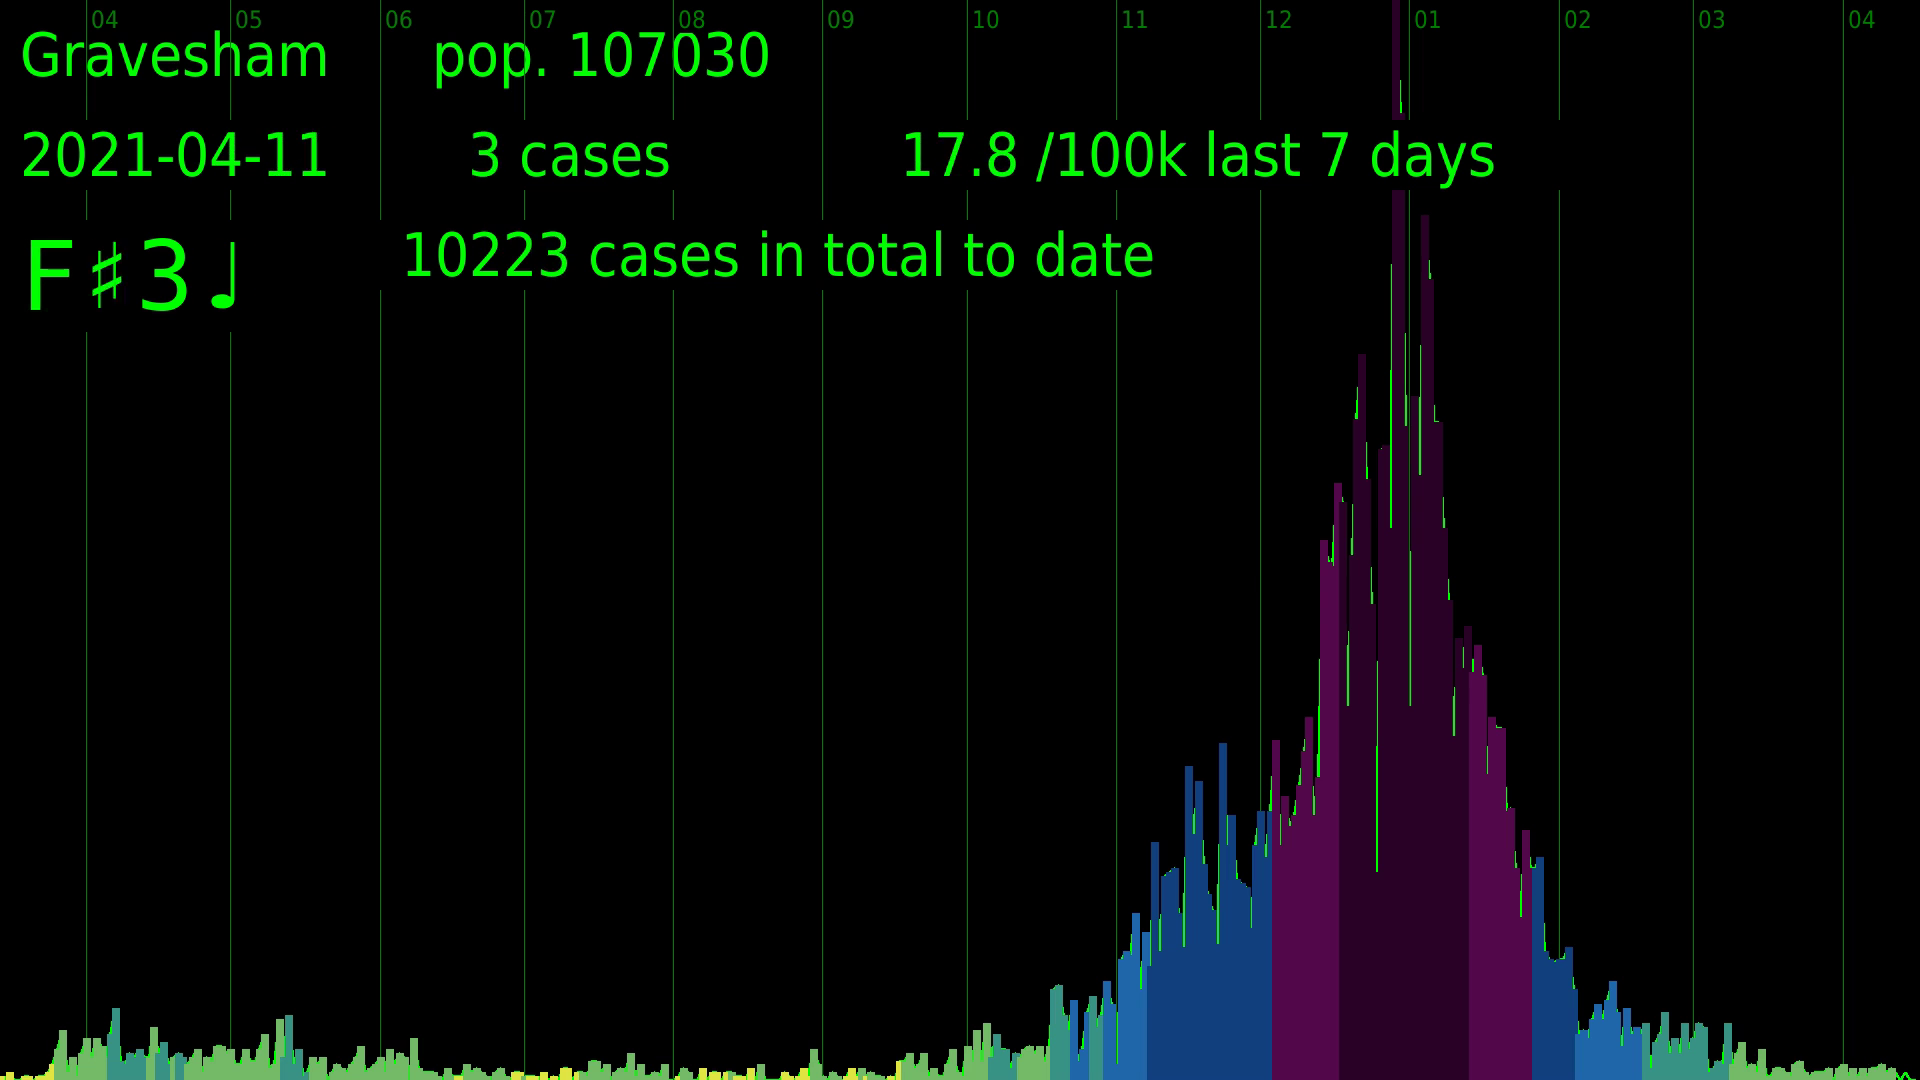 04 05 06 07 08 09 10 11 12 01 02 03 04
Gravesham pop. 107030
2021-04-11 3 cases 17.8 /100k last 7 days
F♯3♩ 10223 cases in total to date